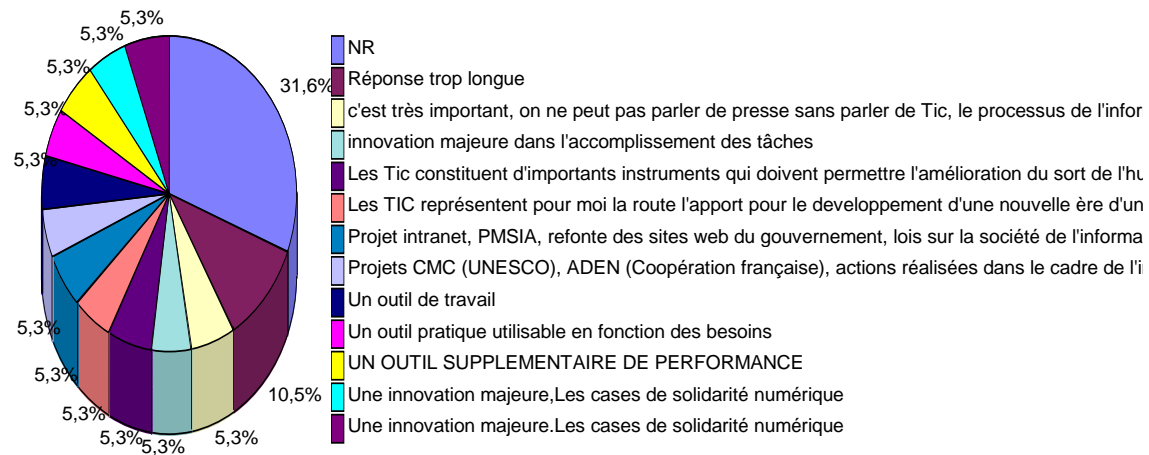 5,3%
5,3%
5,3%
5,3%
5,3%
31,6%
5,3%
5,3%
5,3%
5,3%
5,3%
5,3%
10,5%
NR
Réponse trop longue
c'est très important, on ne peut pas parler de presse sans parler de Tic, le processus de l'infor
innovation majeure dans l'accomplissement des tâches
Les Tic constituent d'importants instruments qui doivent permettre l'amélioration du sort de l'hu
Les TIC représentent pour moi la route l'apport pour le developpement d'une nouvelle ère d'un
Projet intranet, PMSIA, refonte des sites web du gouvernement, lois sur la société de l'informa
Projets CMC (UNESCO), ADEN (Coopération française), actions réalisées dans le cadre de l'i
Un outil de travail
Un outil pratique utilisable en fonction des besoins
UN OUTIL SUPPLEMENTAIRE DE PERFORMANCE
Une innovation majeure,Les cases de solidarité numérique
Une innovation majeure.Les cases de solidarité numérique